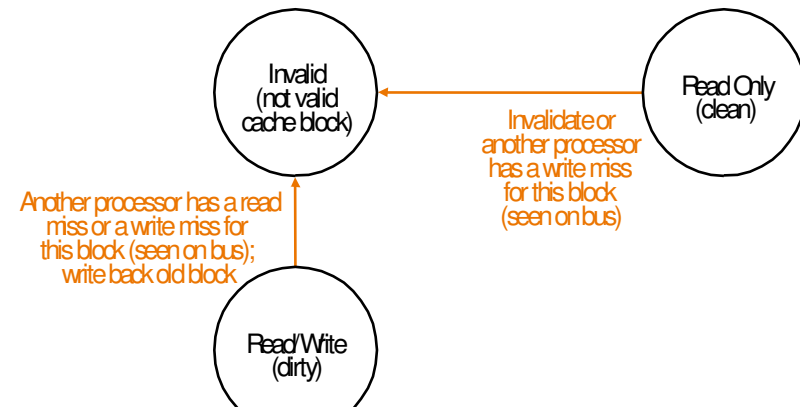 Invalid
(not valid
cache block)
Read Only
(clean)
Invalidate or
another processor
has a write miss
for this block
(seen on bus)
Another processor has a read
miss or a write miss for
this block (seen on bus);
write back old block
Read/Write
(dirty)